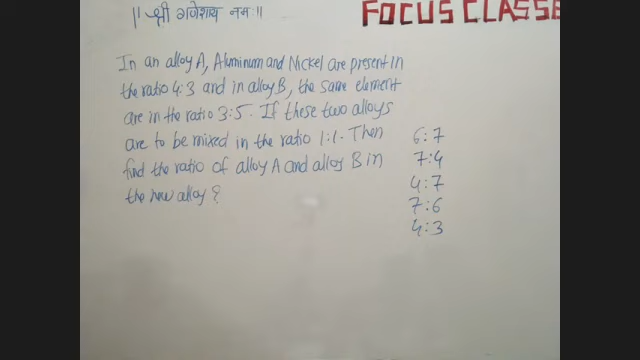 || श्री गणेशाय नमः ||
FOCUS CLASSE
In an alloy A, Aluminum and Nickel are present in
the ratio 4:3 and in alloy B, the same element
are in the ratio 3:5. If these two alloys
are to be mixed in the ratio 1:1. Then
find the ratio of alloy A and alloy B in
the new alloy?
6:7
7:4
4:7
7:6
4:3